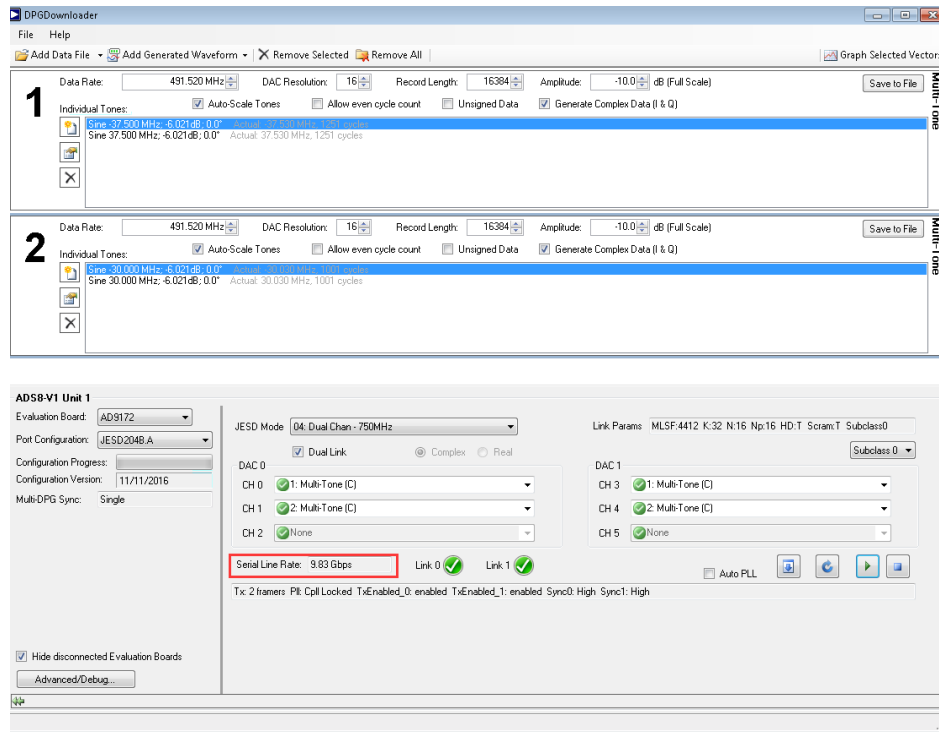 DPGDownloader
File Help
Add Data File Add Generated Waveform Remove Selected Remove All Graph Selected Vectors
1
Data Rate: 491.520 MHz DAC Resolution: 16 Record Length: 16384 Amplitude: -10.0 dB (Full Scale) Save to File
Auto-Scale Tones Allow even cycle count Unsigned Data Generate Complex Data (I & Q)
Individual Tones:
Sine -37.500 MHz; -6.021dB; 0.0° Actual: -37.530 MHz, 1251 cycles
Sine 37.500 MHz; -6.021dB; 0.0° Actual: 37.530 MHz, 1251 cycles
Multi-Tone
2
Data Rate: 491.520 MHz DAC Resolution: 16 Record Length: 16384 Amplitude: -10.0 dB (Full Scale) Save to File
Auto-Scale Tones Allow even cycle count Unsigned Data Generate Complex Data (I & Q)
Individual Tones:
Sine -30.000 MHz; -6.021dB; 0.0° Actual: -30.030 MHz, 1001 cycles
Sine 30.000 MHz; -6.021dB; 0.0° Actual: 30.030 MHz, 1001 cycles
Multi-Tone
ADS8-V1 Unit 1
Evaluation Board: AD9172
Port Configuration: JESD204B.A
Configuration Progress:
Configuration Version: 11/11/2016
Multi-DPG Sync: Single
JESD Mode 04: Dual Chan - 750MHz Link Params MLSF:4412 K:32 N:16 Np:16 HD:T Scram:T Subclass0
Dual Link Complex Real Subclass 0
DAC 0
CH 0 1: Multi-Tone (C)
CH 1 2: Multi-Tone (C)
CH 2 None
DAC 1
CH 3 1: Multi-Tone (C)
CH 4 2: Multi-Tone (C)
CH 5 None
Serial Line Rate: 9.83 Gbps Link 0 Link 1 Auto PLL
Tx: 2 framers Pll: Cpll Locked TxEnabled_0: enabled TxEnabled_1: enabled Sync0: High Sync1: High
Hide disconnected Evaluation Boards
Advanced/Debug...